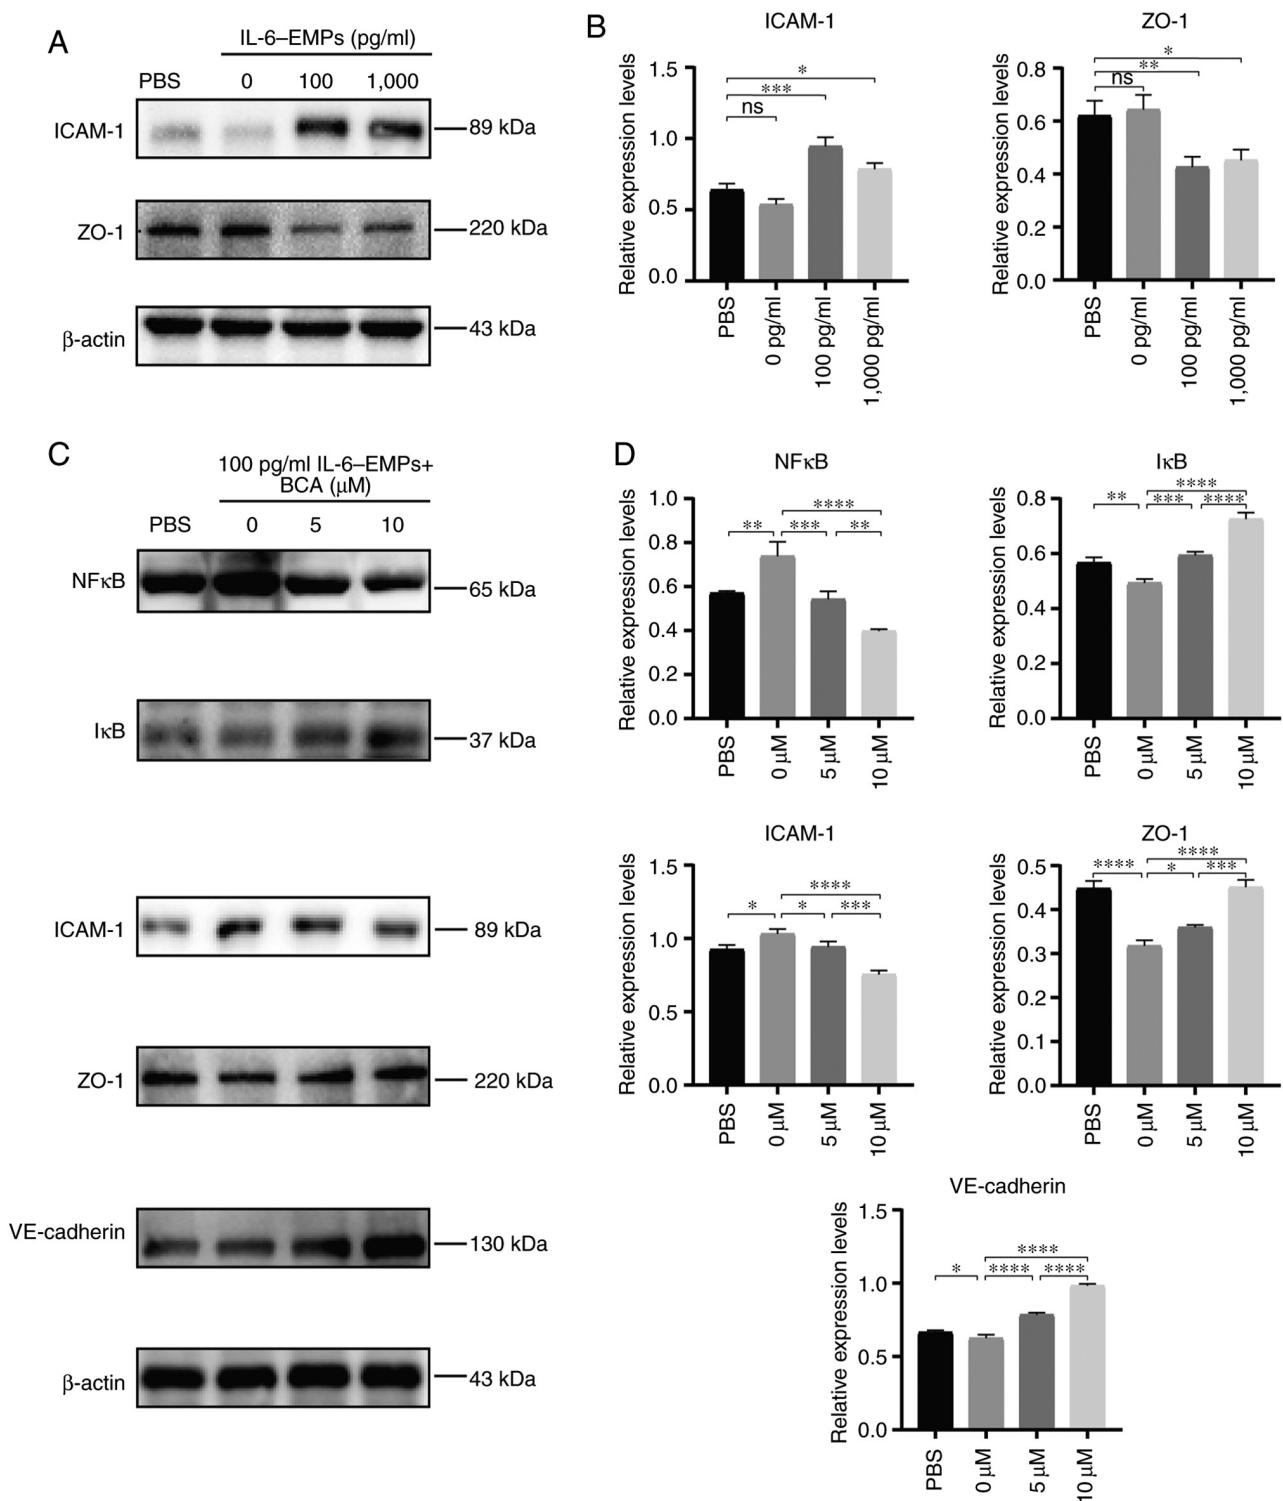 A
IL-6–EMPs (pg/ml)
PBS 0 100 1,000
ICAM-1 89 kDa
ZO-1 220 kDa
β-actin 43 kDa
B
ICAM-1
Relative expression levels
1.5
1.0
0.5
0.0
*
***
ns
PBS
0 pg/ml
100 pg/ml
1,000 pg/ml
ZO-1
Relative expression levels
0.8
0.6
0.4
0.2
0.0
*
**
ns
PBS
0 pg/ml
100 pg/ml
1,000 pg/ml
C
100 pg/ml IL-6–EMPs+
BCA (μM)
PBS 0 5 10
NFκB 65 kDa
IκB 37 kDa
ICAM-1 89 kDa
ZO-1 220 kDa
VE-cadherin 130 kDa
β-actin 43 kDa
D
NFκB
Relative expression levels
1.0
0.8
0.6
0.4
0.2
0.0
****
** *** **
PBS
0 μM
5 μM
10 μM
IκB
Relative expression levels
0.8
0.6
0.4
0.2
0.0
****
** *** ****
PBS
0 μM
5 μM
10 μM
ICAM-1
Relative expression levels
1.5
1.0
0.5
0.0
****
* * ***
PBS
0 μM
5 μM
10 μM
ZO-1
Relative expression levels
0.5
0.4
0.3
0.2
0.1
0.0
****
**** * ***
PBS
0 μM
5 μM
10 μM
VE-cadherin
Relative expression levels
1.5
1.0
0.5
0.0
****
* **** ****
PBS
0 μM
5 μM
10 μM